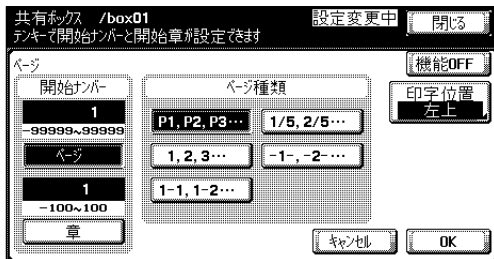 共有ボックス /box01
設定変更中
閉じる
テンキーで開始ナンバーと開始章が設定できます
ページ
機能OFF
開始ナンバー
ページ種類
印字位置
左上
1
-99999~99999
P1, P2, P3…
1/5, 2/5…
ページ
1, 2, 3…
-1-, -2-…
1
-100~100
1-1, 1-2…
章
キャンセル
OK